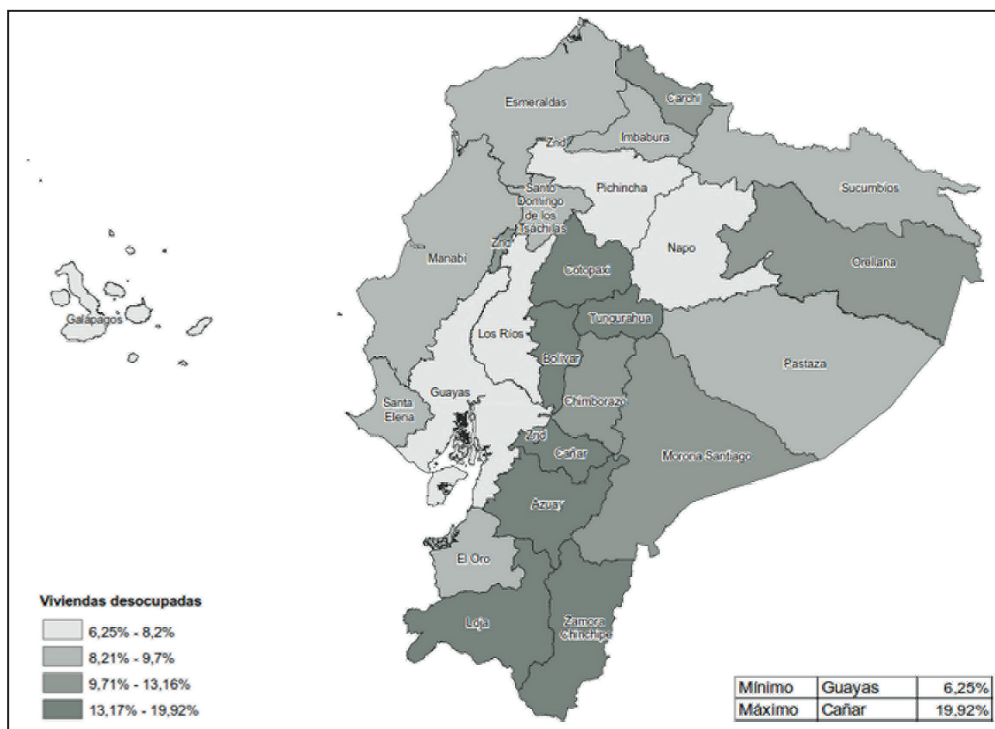 Carchi
Esmeraldas
Imbabura
Znd
Pichincha
Sucumbíos
Santo
Domingo
de los
Tsáchilas
Znd
Napo
Manabí
Cotopaxi
Orellana
Galápagos
Tungurahua
Los Ríos
Bolívar
Pastaza
Guayas
Chimborazo
Santa
Elena
Znd
Cañar
Morona Santiago
Azuay
El Oro
Loja
Zamora
Chinchipe
Viviendas desocupadas
6,25% - 8,2%
8,21% - 9,7%
9,71% - 13,16%
13,17% - 19,92%
Mínimo Guayas 6,25%
Máximo Cañar 19,92%